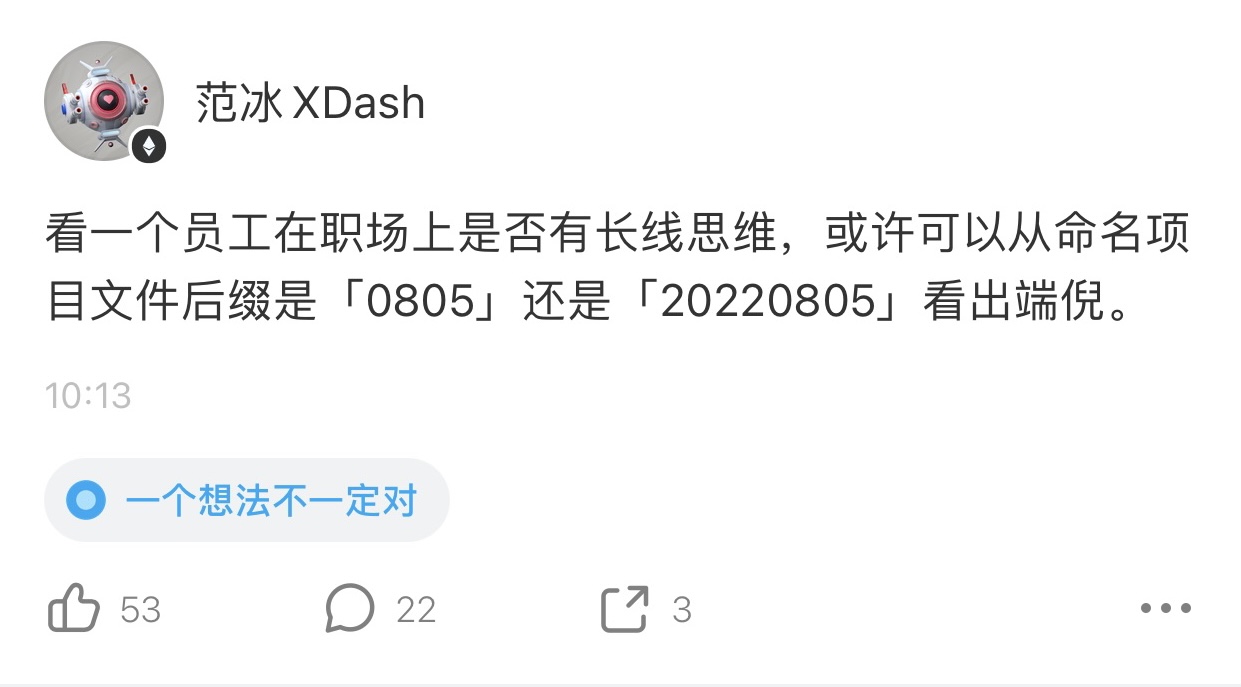 范冰 XDash
看一个员工在职场上是否有长线思维，或许可以从命名项
目文件后缀是「0805」还是「20220805」看出端倪。
10:13
一个想法不一定对
53
22
3